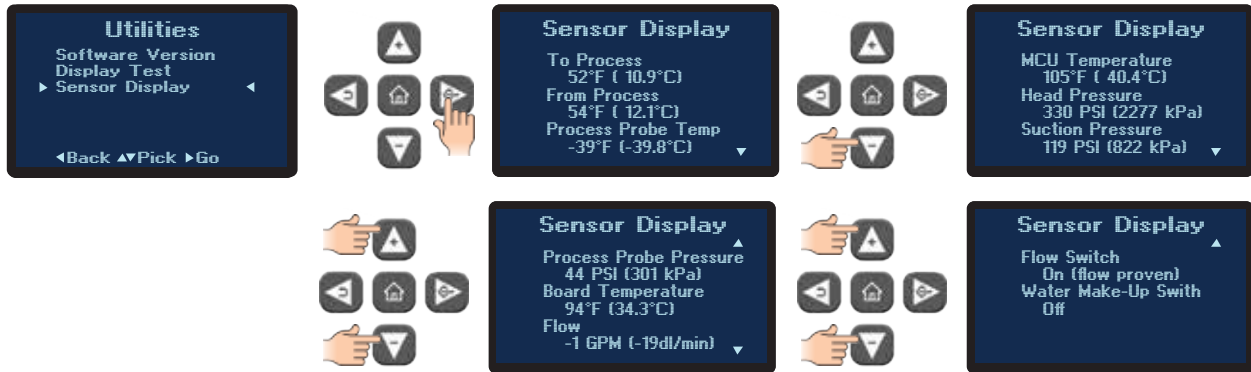 Utilities
Software Version
Display Test
Sensor Display
Back Pick Go
Sensor Display
To Process
52°F ( 10.9°C)
From Process
54°F ( 12.1°C)
Process Probe Temp
-39°F (-39.8°C)
Sensor Display
MCU Temperature
105°F ( 40.4°C)
Head Pressure
330 PSI (2277 kPa)
Suction Pressure
119 PSI (822 kPa)
Sensor Display
Process Probe Pressure
44 PSI (301 kPa)
Board Temperature
94°F (34.3°C)
Flow
-1 GPM (-19dl/min)
Sensor Display
Flow Switch
On (flow proven)
Water Make-Up Swith
Off